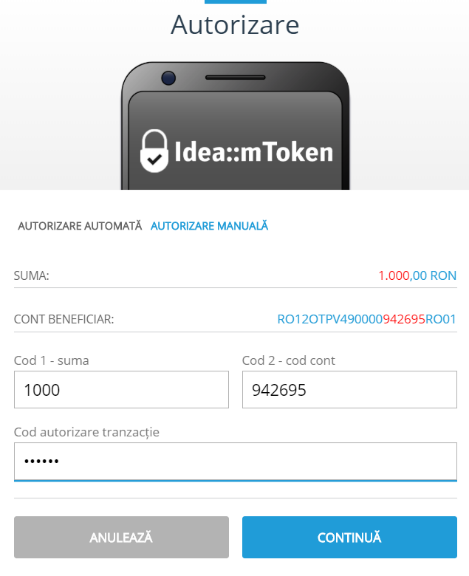 Autorizare
Idea::mToken
AUTORIZARE AUTOMATĂ AUTORIZARE MANUALĂ
SUMA: 1.000,00 RON
CONT BENEFICIAR: RO12OTPV490000942695RO01
Cod 1 - suma Cod 2 - cod cont
1000 942695
Cod autorizare tranzacție
••••••
ANULEAZĂ CONTINUĂ